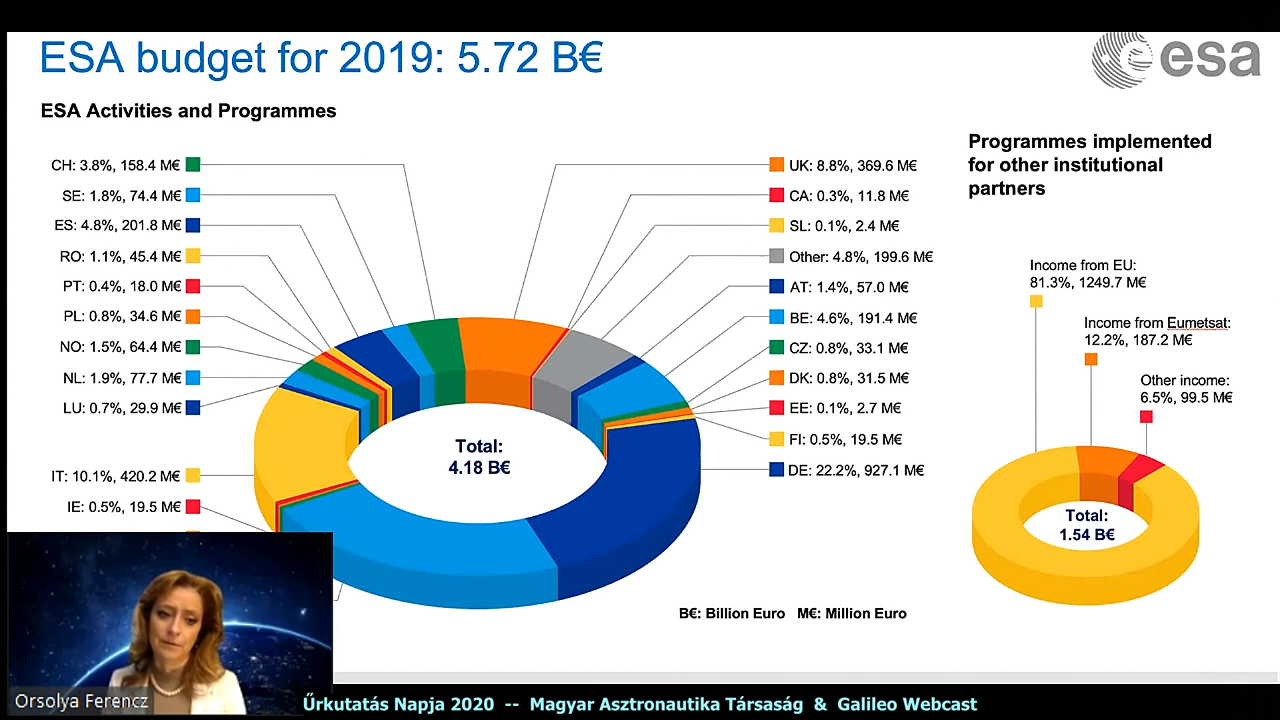 ESA budget for 2019: 5.72 B€
esa
ESA Activities and Programmes
CH: 3.8%, 158.4 M€
SE: 1.8%, 74.4 M€
ES: 4.8%, 201.8 M€
RO: 1.1%, 45.4 M€
PT: 0.4%, 18.0 M€
PL: 0.8%, 34.6 M€
NO: 1.5%, 64.4 M€
NL: 1.9%, 77.7 M€
LU: 0.7%, 29.9 M€
IT: 10.1%, 420.2 M€
IE: 0.5%, 19.5 M€
Total:
4.18 B€
UK: 8.8%, 369.6 M€
CA: 0.3%, 11.8 M€
SL: 0.1%, 2.4 M€
Other: 4.8%, 199.6 M€
AT: 1.4%, 57.0 M€
BE: 4.6%, 191.4 M€
CZ: 0.8%, 33.1 M€
DK: 0.8%, 31.5 M€
EE: 0.1%, 2.7 M€
FI: 0.5%, 19.5 M€
DE: 22.2%, 927.1 M€
Programmes implemented
for other institutional
partners
Income from EU:
81.3%, 1249.7 M€
Income from Eumetsat:
12.2%, 187.2 M€
Other income:
6.5%, 99.5 M€
Total:
1.54 B€
B€: Billion Euro M€: Million Euro
Orsolya Ferencz
Űrkutatás Napja 2020 -- Magyar Asztronautika Társaság & Galileo Webcast